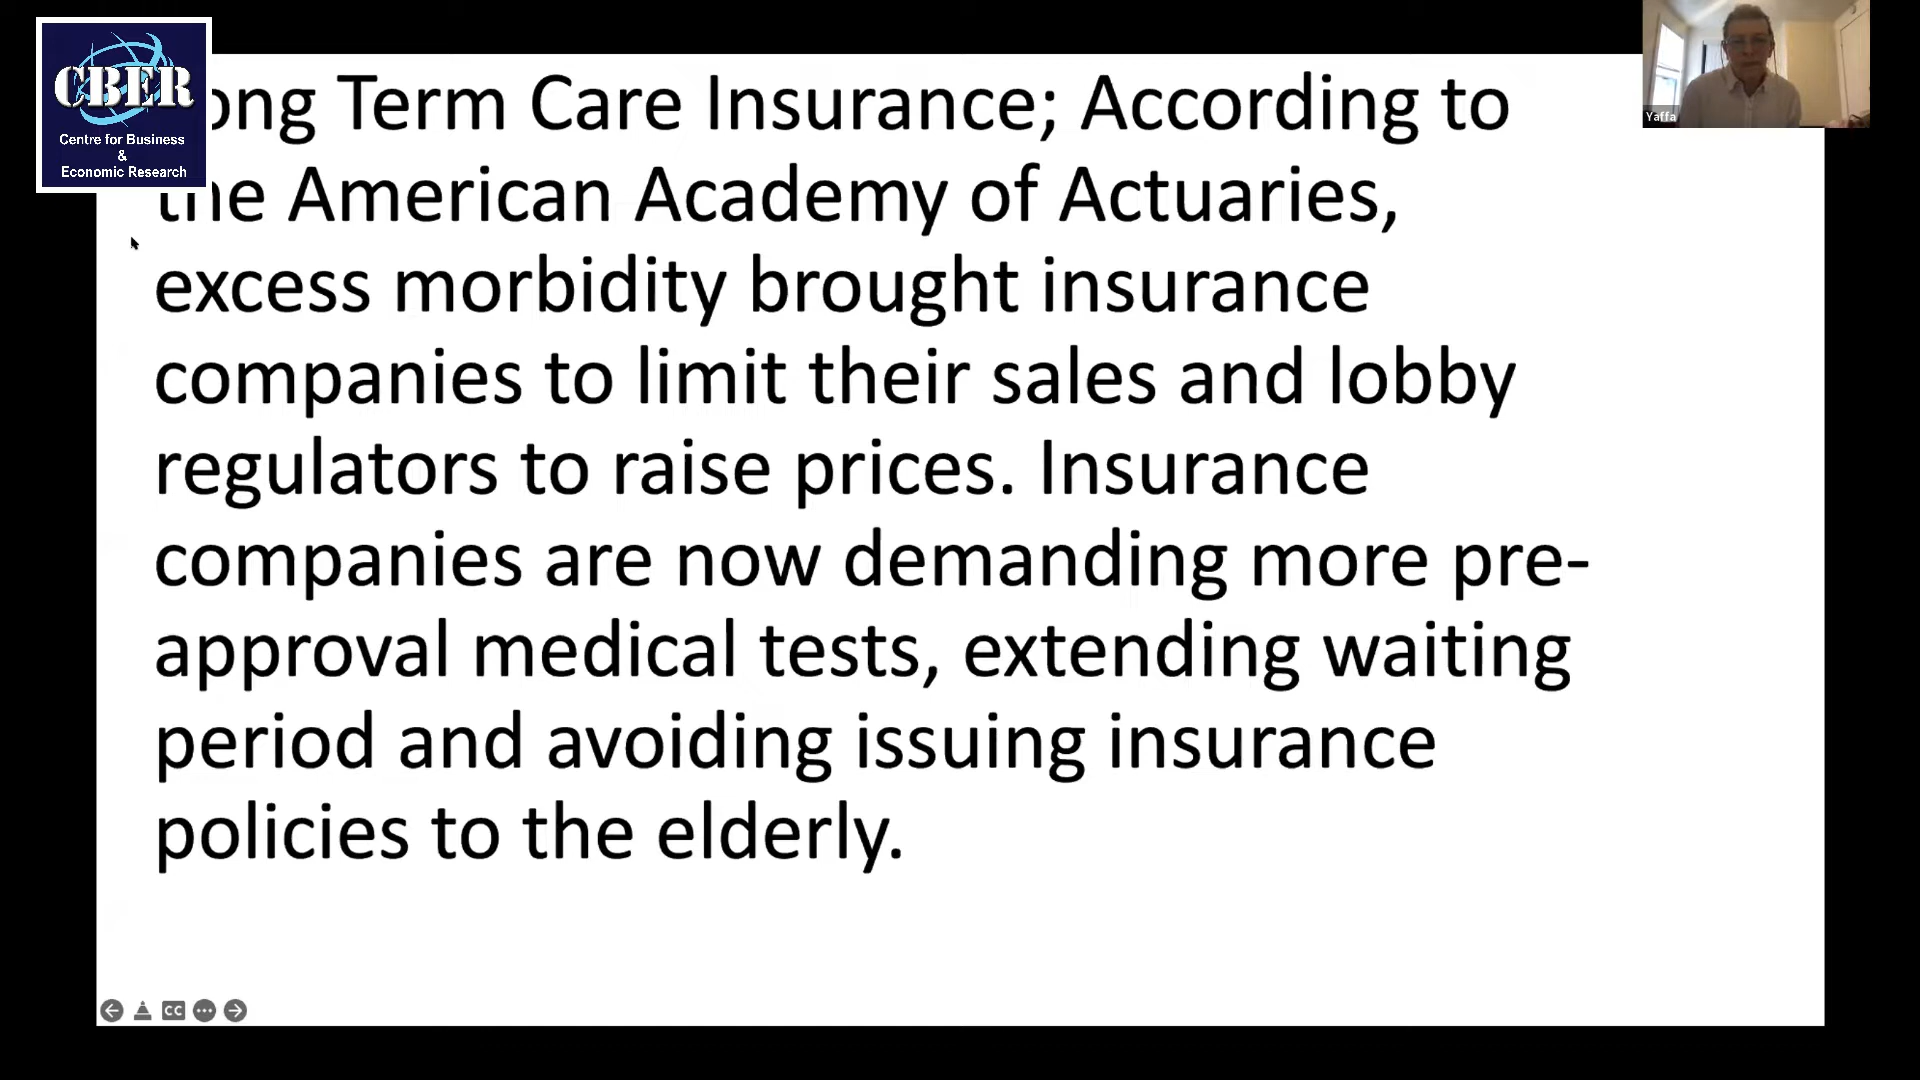 CBER
Centre for Business
&
Economic Research
Yaffa
ong Term Care Insurance; According to
the American Academy of Actuaries,
excess morbidity brought insurance
companies to limit their sales and lobby
regulators to raise prices. Insurance
companies are now demanding more pre-
approval medical tests, extending waiting
period and avoiding issuing insurance
policies to the elderly.
CC